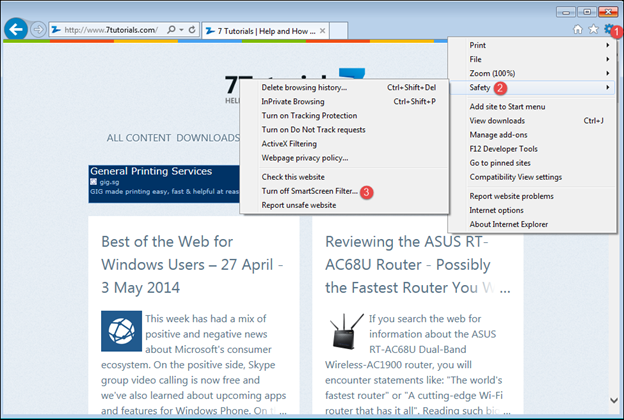 http://www.7tutorials.com/
7 Tutorials | Help and How ...
1
Print
File
Zoom (100%)
Safety 2
Add site to Start menu
View downloads Ctrl+J
Manage add-ons
F12 Developer Tools
Go to pinned sites
Compatibility View settings
Report website problems
Internet options
About Internet Explorer
Delete browsing history... Ctrl+Shift+Del
InPrivate Browsing Ctrl+Shift+P
Turn on Tracking Protection
Turn on Do Not Track requests
ActiveX Filtering
Webpage privacy policy...
Check this website
Turn off SmartScreen Filter... 3
Report unsafe website
7Tutorials
ALL CONTENT DOWNLOADS
General Printing Services
gig.sg
GIG made printing easy, fast & helpful at reas
Best of the Web for
Windows Users – 27 April -
3 May 2014
This week has had a mix of
positive and negative news
about Microsoft's consumer
ecosystem. On the positive side, Skype
group video calling is now free and
we've also learned about upcoming apps
and features for Windows Phone. On t...
Reviewing the ASUS RT-
AC68U Router - Possibly
the Fastest Router You W...
If you search the web for
information about the ASUS
RT-AC68U Dual-Band
Wireless-AC1900 router, you will
encounter statements like: "The world's
fastest router" or "A cutting-edge Wi-Fi
router that has it all". Reading such bi...